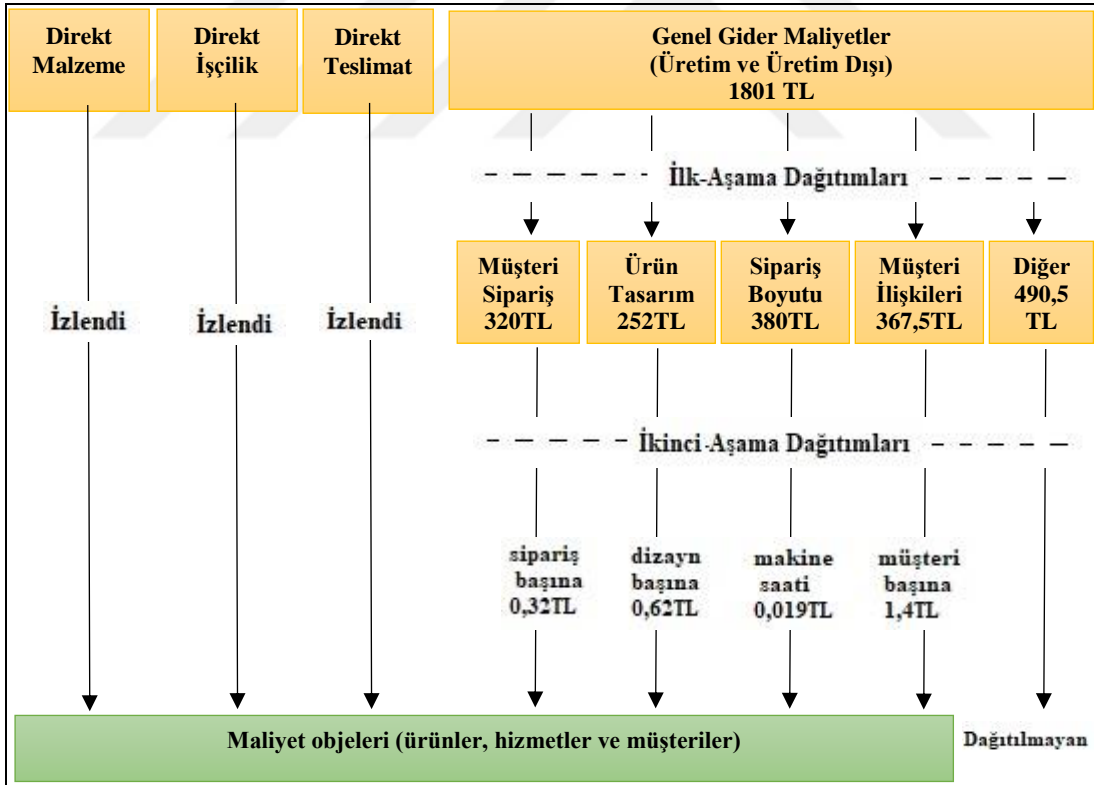 Direkt
Malzeme
Direkt
İşçilik
Direkt
Teslimat
Genel Gider Maliyetler
(Üretim ve Üretim Dışı)
1801 TL
İlk-Aşama Dağıtımları
Müşteri
Sipariş
320TL
Ürün
Tasarım
252TL
Sipariş
Boyutu
380TL
Müşteri
İlişkileri
367,5TL
Diğer
490,5
TL
İzlendi
İzlendi
İzlendi
İkinci-Aşama Dağıtımları
sipariş
başına
0,32TL
dizayn
başına
0,62TL
makine
saati
0,019TL
müşteri
başına
1,4TL
Maliyet objeleri (ürünler, hizmetler ve müşteriler)
Dağıtılmayan